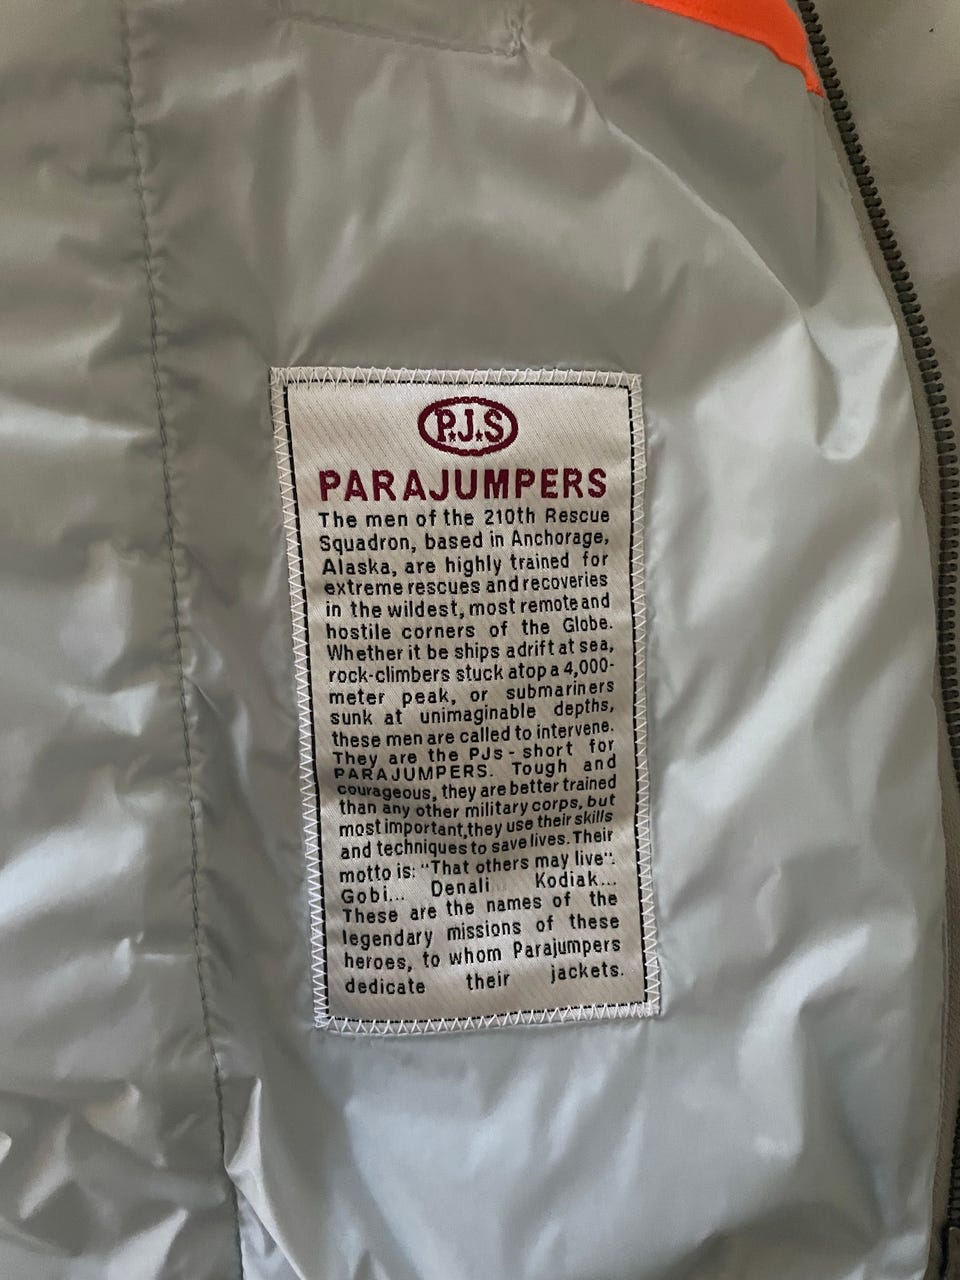 P.J.S
PARAJUMPERS
The men of the 210th Rescue
Squadron, based in Anchorage,
Alaska, are highly trained for
extreme rescues and recoveries
in the wildest, most remote and
hostile corners of the Globe.
Whether it be ships adrift at sea,
rock-climbers stuck atop a 4,000-
meter peak, or submariners
sunk at unimaginable depths,
these men are called to intervene.
They are the PJs - short for
PARAJUMPERS. Tough and
courageous, they are better trained
than any other military corps, but
most important,they use their skills
and techniques to save lives. Their
motto is: "That others may live".
Gobi... Denali Kodiak...
These are the names of the
legendary missions of these
heroes, to whom Parajumpers
dedicate their jackets.